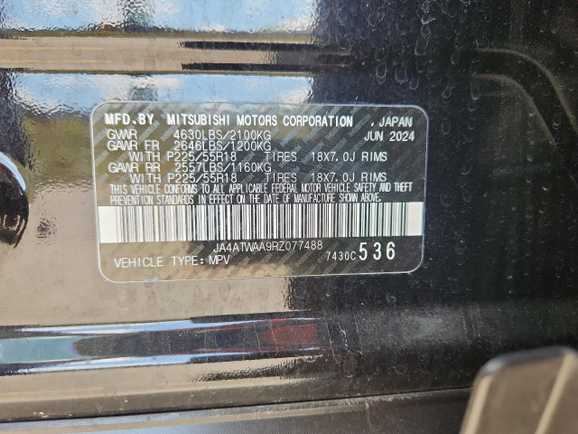 MFD.BY. MITSUBISHI MOTORS CORPORATION , JAPAN
GVWR 4630LBS/2100KG JUN 2024
GAWR FR 2646LBS/1200KG
WITH P225/55R18 TIRES 18X7.0J RIMS
GAWR RR 2557LBS/1160KG
WITH P225/55R18 TIRES 18X7.0J RIMS
THIS VEHICLE CONFORMS TO ALL APPLICABLE FEDERAL MOTOR VEHICLE SAFETY AND THEFT
PREVENTION STANDARDS IN EFFECT ON THE DATE OF MANUFACTURE SHOWN ABOVE.
JA4ATWAA9RZ077488
VEHICLE TYPE: MPV 7430C 536